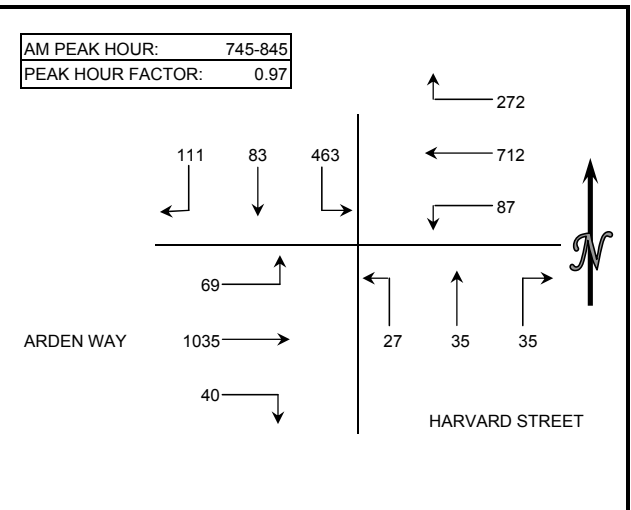 AM PEAK HOUR: 745-845
PEAK HOUR FACTOR: 0.97
272
111 83 463
712
87
N
69
ARDEN WAY 1035
27 35 35
40
HARVARD STREET